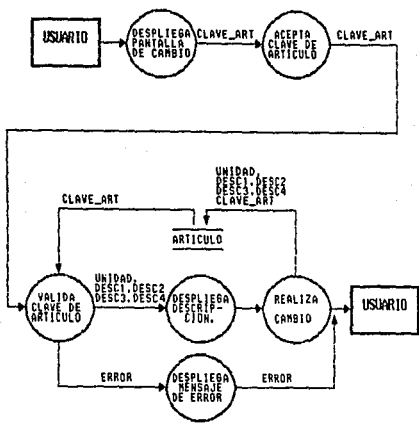 USUARIO
DESPLIEGA
PANTALLA
DE CAMBIO
CLAVE_ART
ACEPTA
CLAVE DE
ARTICULO
CLAVE_ART
UNIDAD,
DESC1,DESC2
DESC3,DESC4
CLAVE_ART
CLAVE_ART
ARTICULO
VALIDA
CLAVE DE
ARTICULO
UNIDAD,
DESC1,DESC2
DESC3,DESC4
DESPLIEGA
DESCRIP-
CION.
REALIZA
CAMBIO
USUARIO
ERROR
DESPLIEGA
MENSAJE
DE ERROR
ERROR